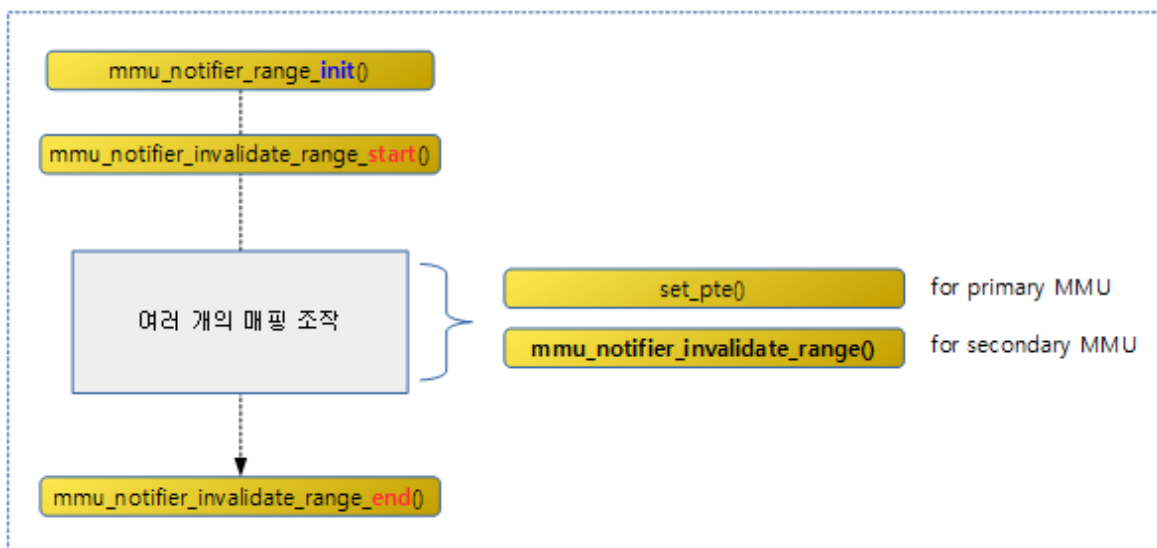 mmu_notifier_range_init()
mmu_notifier_invalidate_range_start()
여러 개의 매핑 조작
set_pte()
for primary MMU
mmu_notifier_invalidate_range()
for secondary MMU
mmu_notifier_invalidate_range_end()